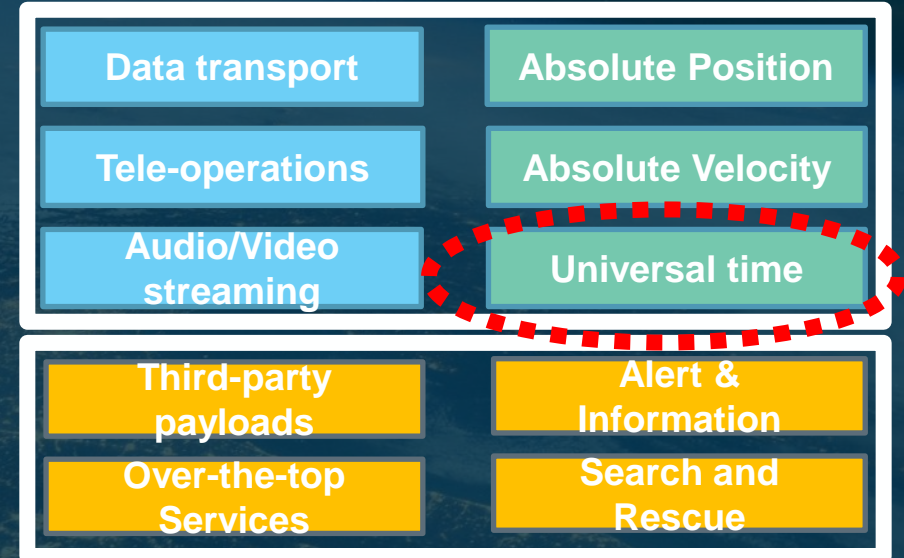 Data transport
Absolute Position
Tele-operations
Absolute Velocity
Audio/Video
streaming
Universal time
Third-party
payloads
Alert &
Information
Over-the-top
Services
Search and
Rescue